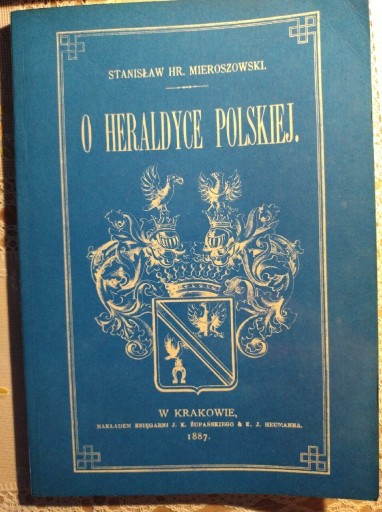 STANISŁAW HR. MIEROSZOWSKI.
O HERALDYCE POLSKIEJ.
W KRAKOWIE,
NAKŁADEM KSIĘGARNI J. K. ŻUPAŃSKIEGO & K. J. HEUMANNA.
1887.